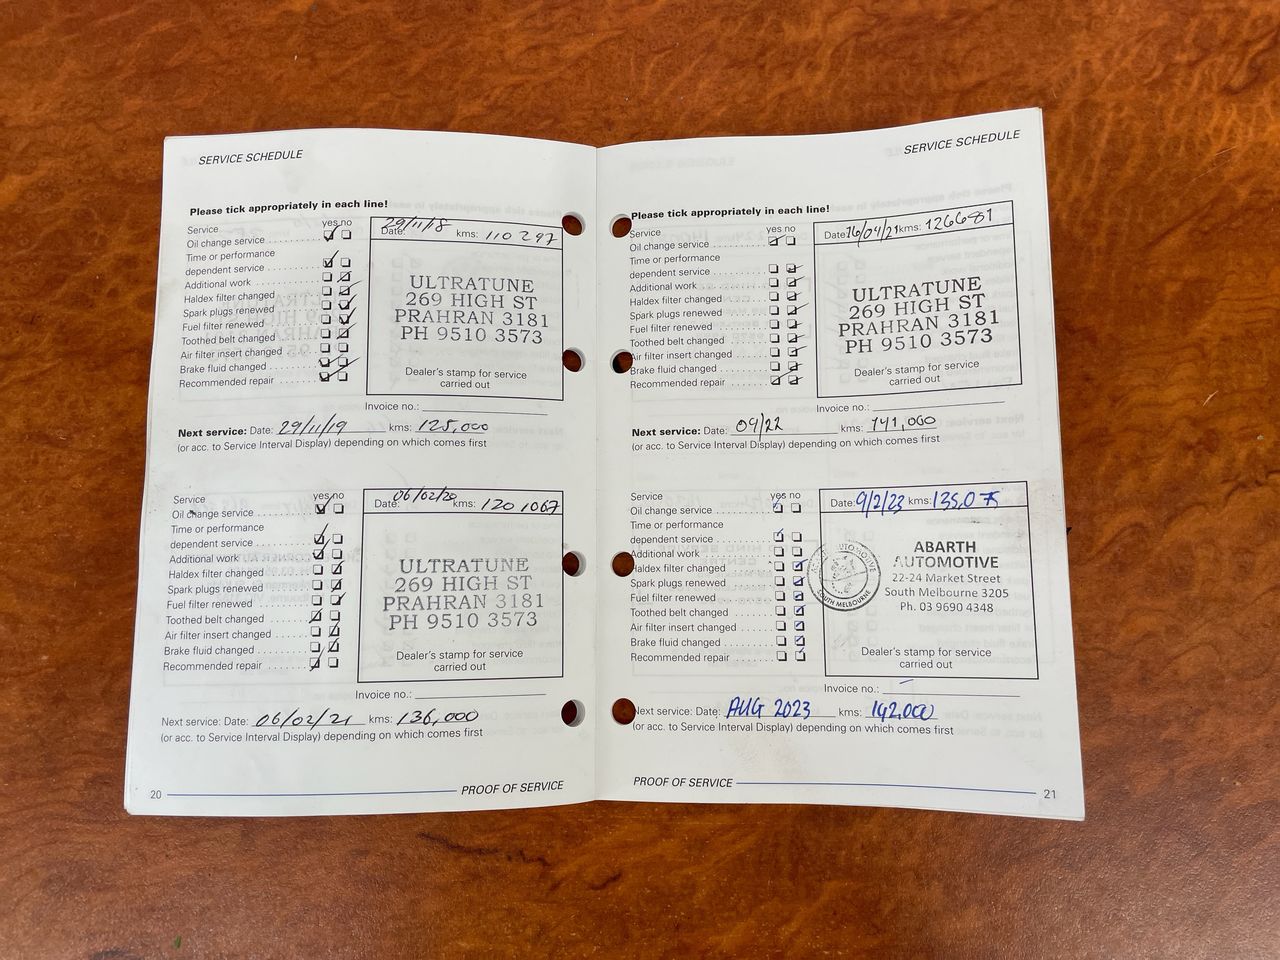 SERVICE SCHEDULE
Please tick appropriately in each line!
Service yes no
Oil change service
Time or performance
dependent service
Additional work
Haldex filter changed
Spark plugs renewed
Fuel filter renewed
Toothed belt changed
Air filter insert changed
Brake fluid changed
Recommended repair
Date: 29/11/18 kms: 110297
ULTRATUNE
269 HIGH ST
PRAHRAN 3181
PH 9510 3573
Dealer's stamp for service
carried out
Invoice no.:
Next service: Date: 29/11/19 kms: 125,000
(or acc. to Service Interval Display) depending on which comes first
Service yes no
Oil change service
Time or performance
dependent service
Additional work
Haldex filter changed
Spark plugs renewed
Fuel filter renewed
Toothed belt changed
Air filter insert changed
Brake fluid changed
Recommended repair
Date: 06/02/20 kms: 1201067
ULTRATUNE
269 HIGH ST
PRAHRAN 3181
PH 9510 3573
Dealer's stamp for service
carried out
Invoice no.:
Next service: Date: 06/02/21 kms: 136,000
(or acc. to Service Interval Display) depending on which comes first
20 PROOF OF SERVICE
SERVICE SCHEDULE
Please tick appropriately in each line!
Service yes no
Oil change service
Time or performance
dependent service
Additional work
Haldex filter changed
Spark plugs renewed
Fuel filter renewed
Toothed belt changed
Air filter insert changed
Brake fluid changed
Recommended repair
Date: 16/04/21 kms: 126681
ULTRATUNE
269 HIGH ST
PRAHRAN 3181
PH 9510 3573
Dealer's stamp for service
carried out
Invoice no.:
Next service: Date: 04/22 kms: 141,000
(or acc. to Service Interval Display) depending on which comes first
Service yes no
Oil change service
Time or performance
dependent service
Additional work
Haldex filter changed
Spark plugs renewed
Fuel filter renewed
Toothed belt changed
Air filter insert changed
Brake fluid changed
Recommended repair
Date: 9/2/23 kms: 135,075
ABARTH
AUTOMOTIVE
22-24 Market Street
South Melbourne 3205
Ph. 03 9690 4348
AUTOMOTIVE
SOUTH MELBOURNE
Dealer's stamp for service
carried out
Invoice no.:
Next service: Date: AUG 2023 kms: 142,000
(or acc. to Service Interval Display) depending on which comes first
PROOF OF SERVICE 21